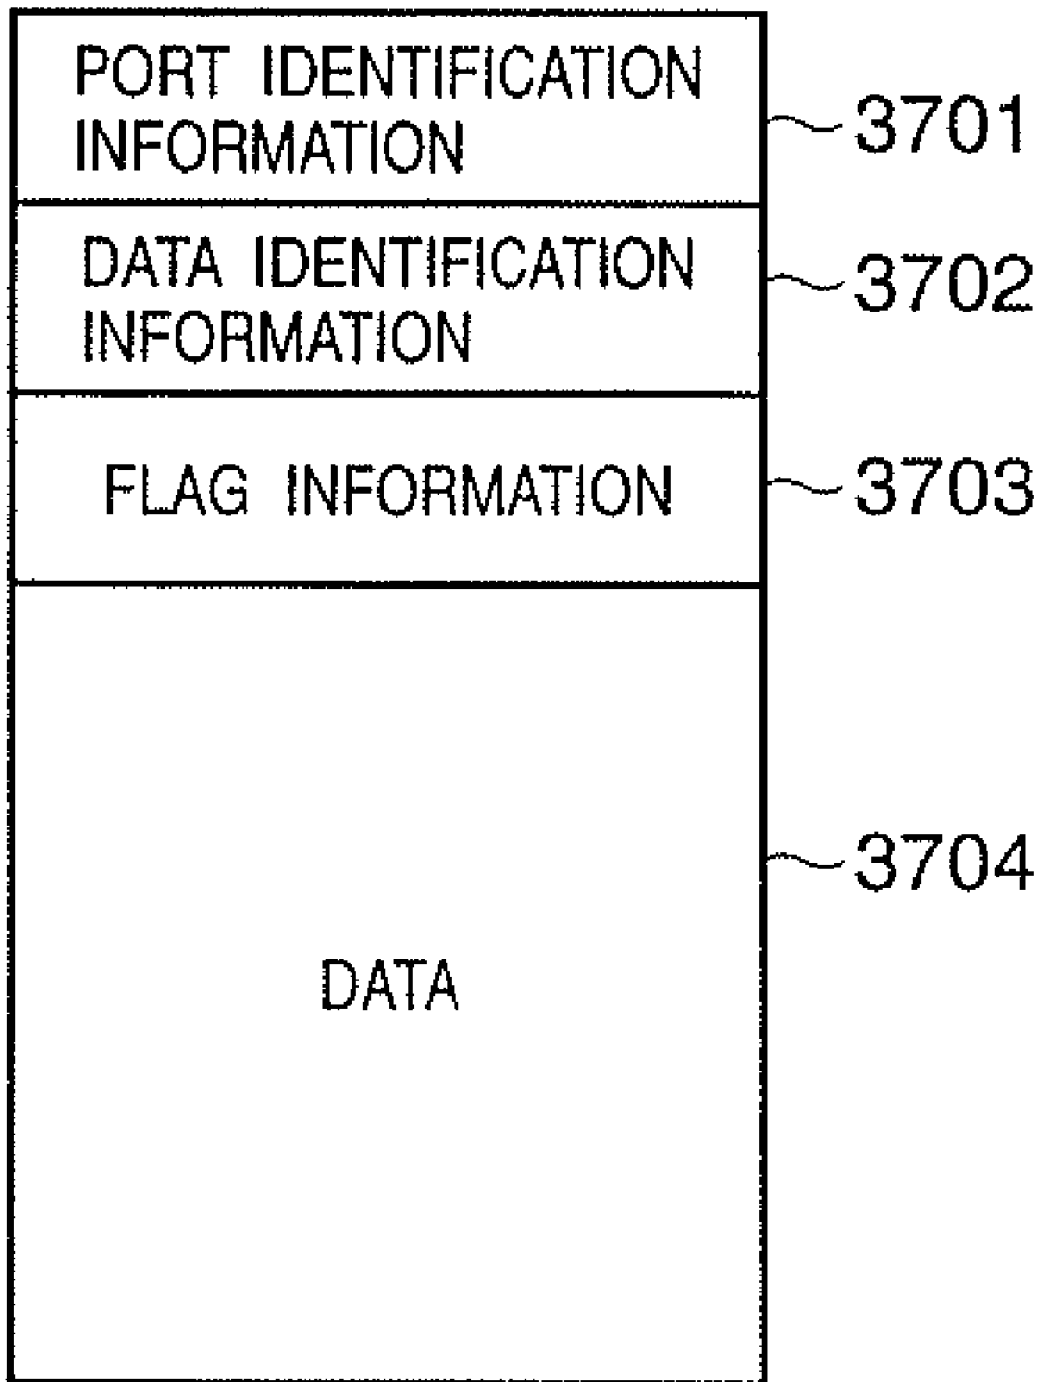 PORT IDENTIFICATION
INFORMATION
3701
DATA IDENTIFICATION
INFORMATION
3702
FLAG INFORMATION
3703
DATA
3704